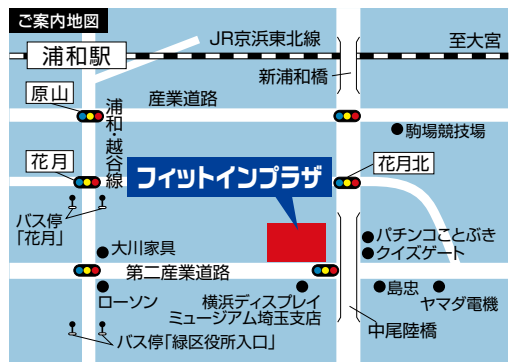 ご案内地図
JR京浜東北線
至大宮
浦和駅
新浦和橋
原山
産業道路
浦和・越谷線
駒場競技場
花月
フィットインプラザ
花月北
バス停
「花月」
大川家具
パチンコことぶき
クイズゲート
第二産業道路
ローソン
横浜ディスプレイ
ミュージアム埼玉支店
島忠
ヤマダ電機
中尾陸橋
バス停「緑区役所入口」